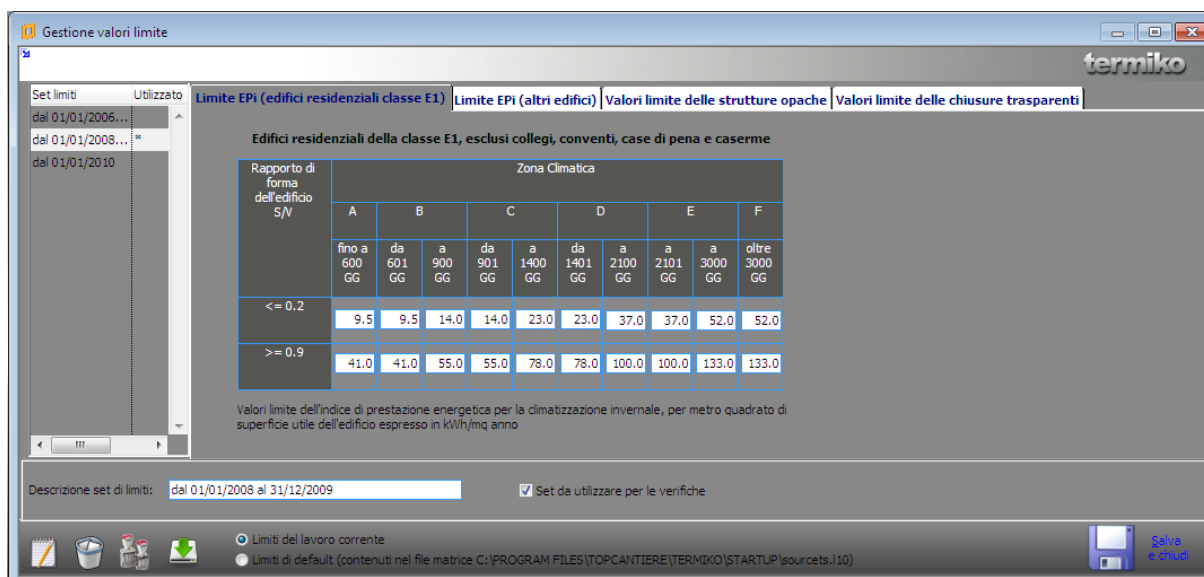 Gestione valori limite
termiko
Set limiti Utilizzato
dal 01/01/2006...
dal 01/01/2008... *
dal 01/01/2010
Limite EPi (edifici residenziali classe E1) Limite EPi (altri edifici) Valori limite delle strutture opache Valori limite delle chiusure trasparenti
Edifici residenziali della classe E1, esclusi collegi, conventi, case di pena e caserme
Rapporto di forma dell'edificio S/V
Zona Climatica
A B C D E F
fino a 600 GG da 601 GG a 900 GG da 901 GG a 1400 GG da 1401 GG a 2100 GG a 2101 GG a 3000 GG oltre 3000 GG
<= 0.2 9.5 9.5 14.0 14.0 23.0 23.0 37.0 37.0 52.0 52.0
>= 0.9 41.0 41.0 55.0 55.0 78.0 78.0 100.0 100.0 133.0 133.0
Valori limite dell'indice di prestazione energetica per la climatizzazione invernale, per metro quadrato di
superficie utile dell'edificio espresso in kWh/mq anno
Descrizione set di limiti: dal 01/01/2008 al 31/12/2009 Set da utilizzare per le verifiche
Limiti del lavoro corrente
Limiti di default (contenuti nel file matrice C:\PROGRAM FILES\TOPCANTIERE\TERMIKO\STARTUP\sourcets.l10)
Salva
e chiudi